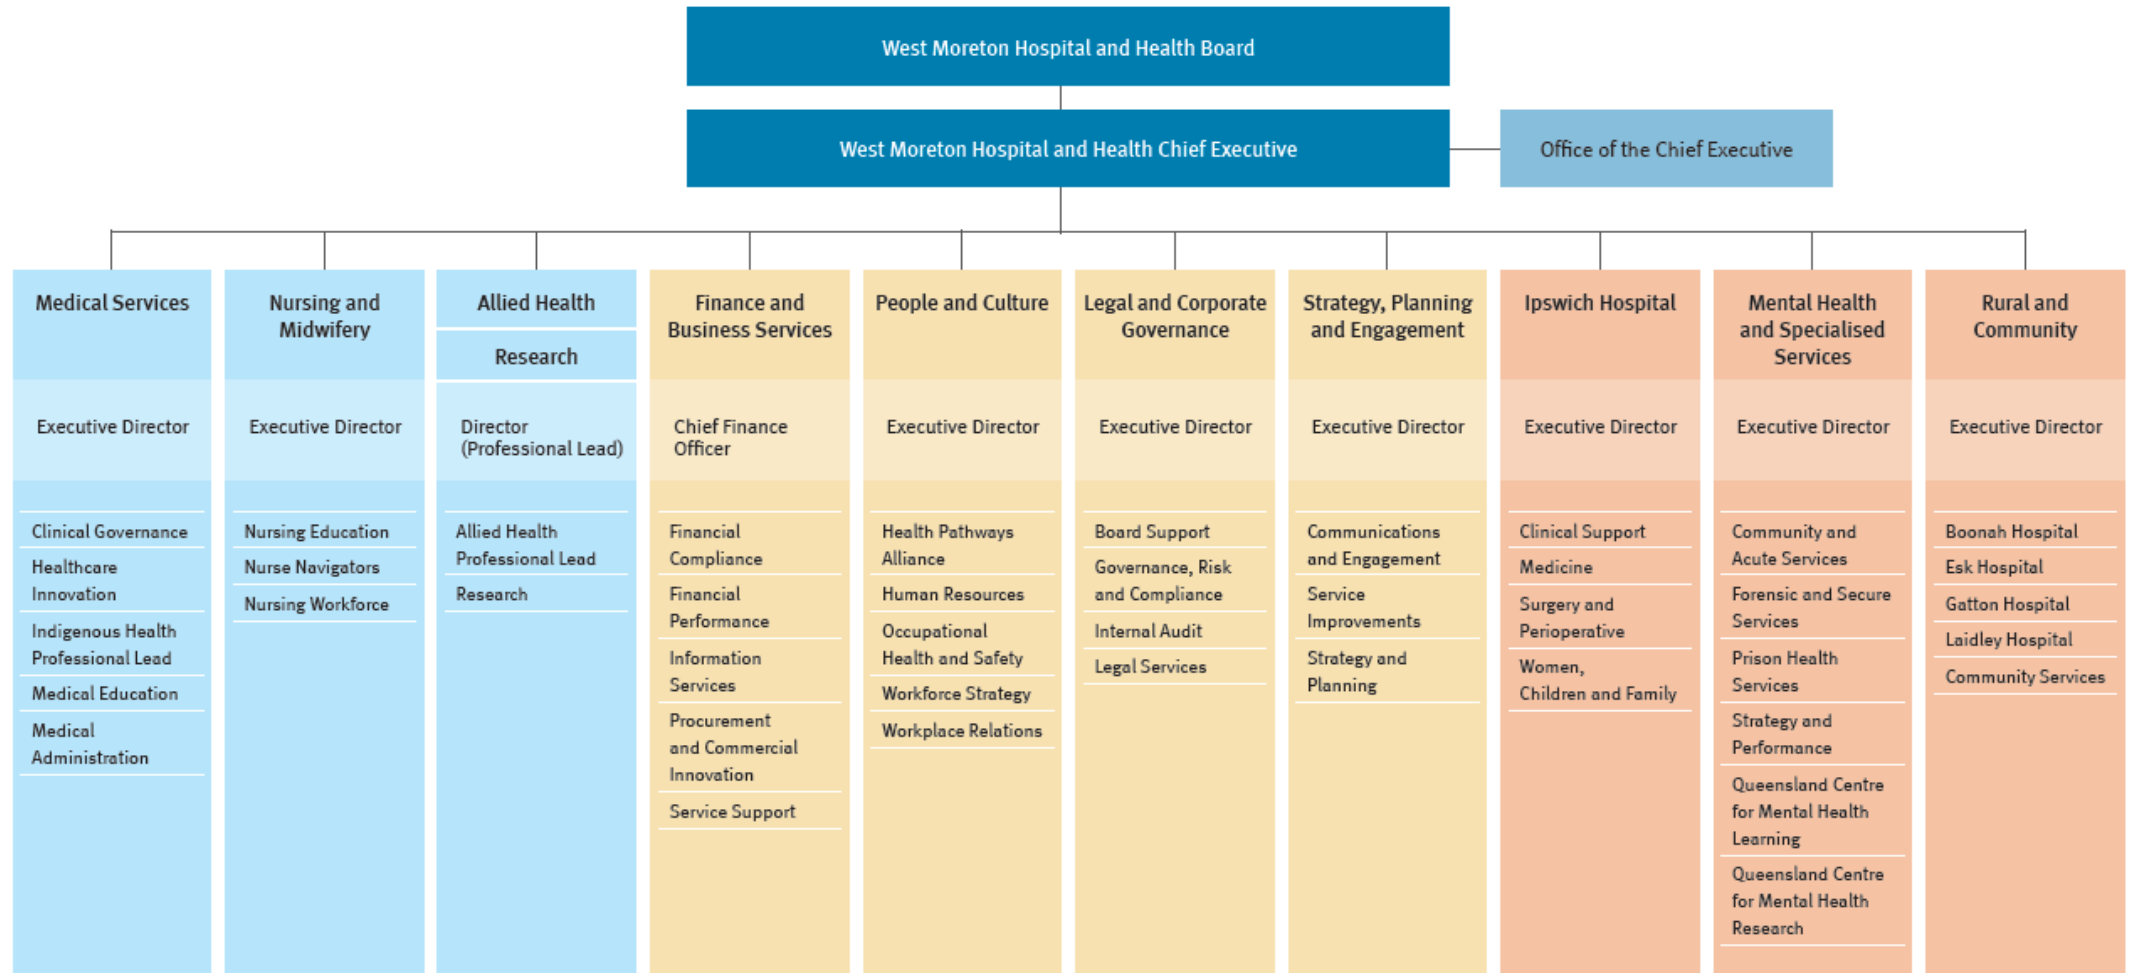 West Moreton Hospital and Health Board
West Moreton Hospital and Health Chief Executive
Office of the Chief Executive
Medical Services
Executive Director
Clinical Governance
Healthcare
Innovation
Indigenous Health
Professional Lead
Medical Education
Medical
Administration
Nursing and
Midwifery
Executive Director
Nursing Education
Nurse Navigators
Nursing Workforce
Allied Health
Research
Director
(Professional Lead)
Allied Health
Professional Lead
Research
Finance and
Business Services
Chief Finance
Officer
Financial
Compliance
Financial
Performance
Information
Services
Procurement
and Commercial
Innovation
Service Support
People and Culture
Executive Director
Health Pathways
Alliance
Human Resources
Occupational
Health and Safety
Workforce Strategy
Workplace Relations
Legal and Corporate
Governance
Executive Director
Board Support
Governance, Risk
and Compliance
Internal Audit
Legal Services
Strategy, Planning
and Engagement
Executive Director
Communications
and Engagement
Service
Improvements
Strategy and
Planning
Ipswich Hospital
Executive Director
Clinical Support
Medicine
Surgery and
Perioperative
Women,
Children and Family
Mental Health
and Specialised
Services
Executive Director
Community and
Acute Services
Forensic and Secure
Services
Prison Health
Services
Strategy and
Performance
Queensland Centre
for Mental Health
Learning
Queensland Centre
for Mental Health
Research
Rural and
Community
Executive Director
Boonah Hospital
Esk Hospital
Gatton Hospital
Laidley Hospital
Community Services